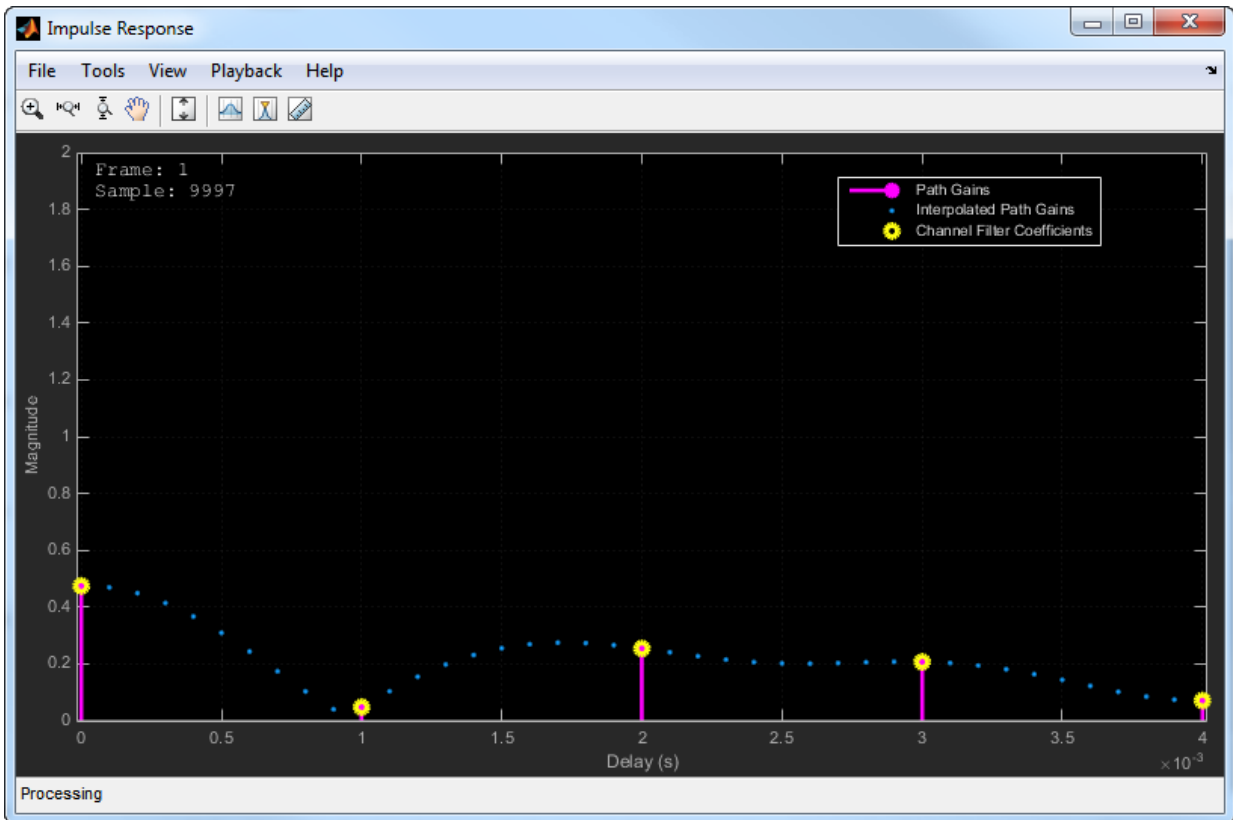 Impulse Response
File Tools View Playback Help
Frame: 1
Sample: 9997
Path Gains
Interpolated Path Gains
Channel Filter Coefficients
2
1.8
1.6
1.4
1.2
1
0.8
0.6
0.4
0.2
0
Magnitude
0 0.5 1 1.5 2 2.5 3 3.5 4
Delay (s)
×10⁻³
Processing